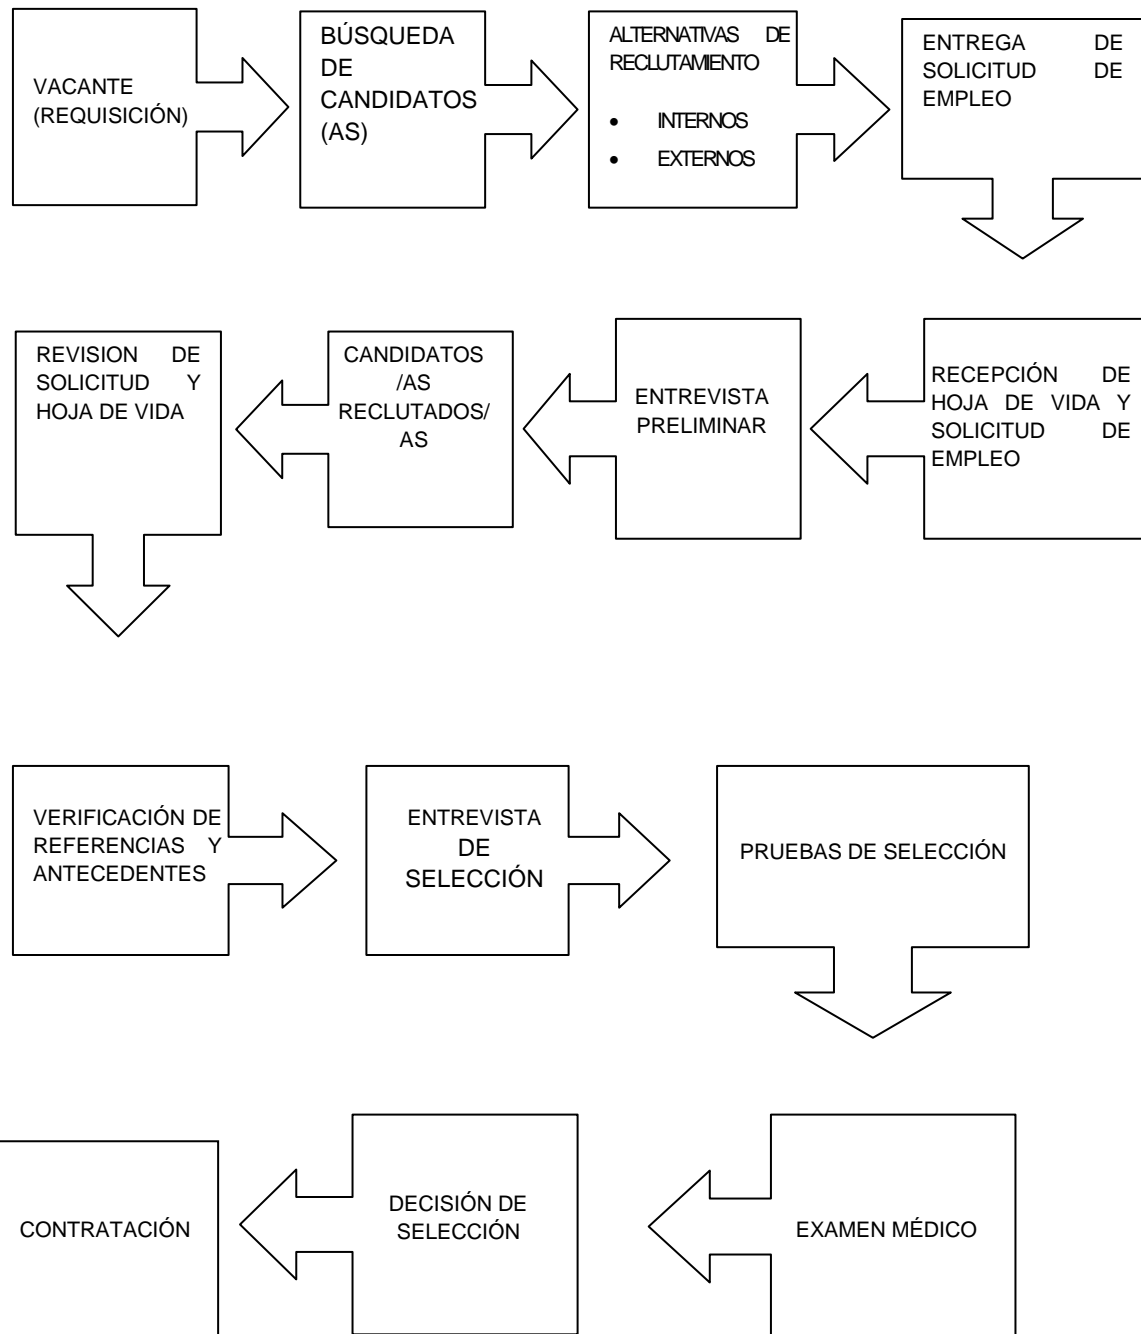 VACANTE
(REQUISICIÓN)
BÚSQUEDA
DE
CANDIDATOS
(AS)
ALTERNATIVAS DE
RECLUTAMIENTO
• INTERNOS
• EXTERNOS
ENTREGA DE
SOLICITUD DE
EMPLEO
RECEPCIÓN DE
HOJA DE VIDA Y
SOLICITUD DE
EMPLEO
ENTREVISTA
PRELIMINAR
CANDIDATOS
/AS
RECLUTADOS/
AS
REVISION DE
SOLICITUD Y
HOJA DE VIDA
VERIFICACIÓN DE
REFERENCIAS Y
ANTECEDENTES
ENTREVISTA
DE
SELECCIÓN
PRUEBAS DE SELECCIÓN
EXAMEN MÉDICO
DECISIÓN DE
SELECCIÓN
CONTRATACIÓN